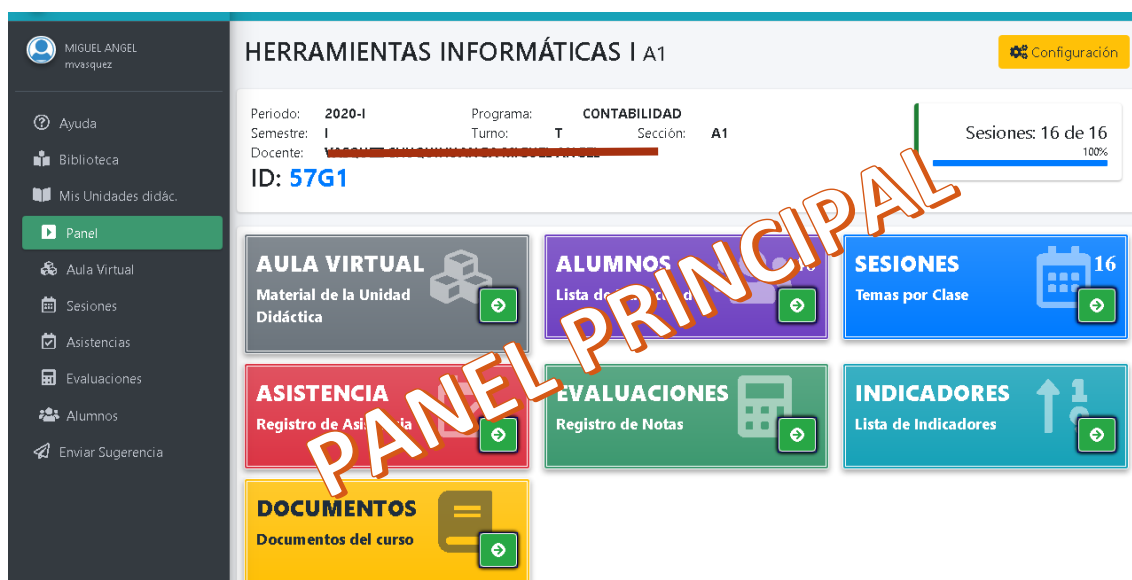 MIGUEL ANGEL
mvasquez
Ayuda
Biblioteca
Mis Unidades didác.
Panel
Aula Virtual
Sesiones
Asistencias
Evaluaciones
Alumnos
Enviar Sugerencia
HERRAMIENTAS INFORMÁTICAS I A1
Configuración
Periodo: 2020-I Programa: CONTABILIDAD
Semestre: I Turno: T Sección: A1
Docente:
ID: 57G1
Sesiones: 16 de 16
100%
PANEL PRINCIPAL
AULA VIRTUAL
Material de la Unidad
Didáctica
ALUMNOS
Lista de
SESIONES 16
Temas por Clase
ASISTENCIA
Registro de Asistencia
EVALUACIONES
Registro de Notas
INDICADORES
Lista de Indicadores
DOCUMENTOS
Documentos del curso